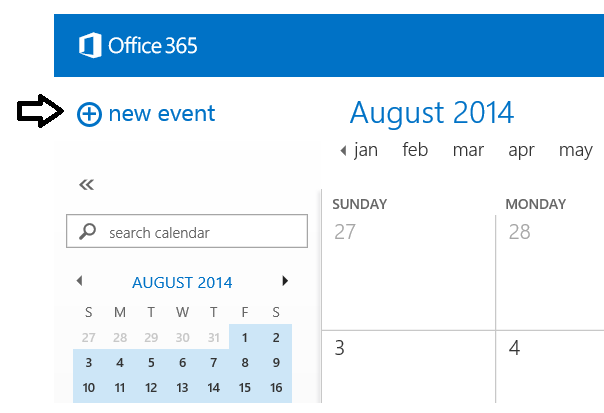 Office 365
new event
August 2014
jan feb mar apr may
search calendar
SUNDAY MONDAY
27 28
AUGUST 2014
S M T W T F S
27 28 29 30 31 1 2
3 4 5 6 7 8 9
10 11 12 13 14 15 16
3 4